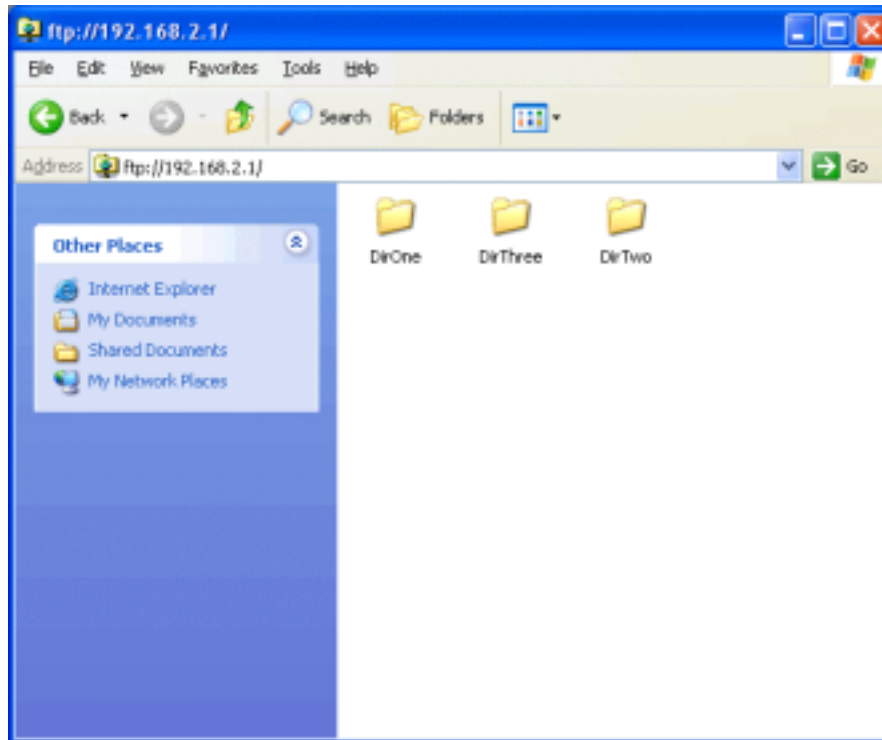 ftp://192.168.2.1/
File Edit View Favorites Tools Help
Back Search Folders
Address ftp://192.168.2.1/ Go
Other Places
Internet Explorer
My Documents
Shared Documents
My Network Places
DirOne DirThree DirTwo